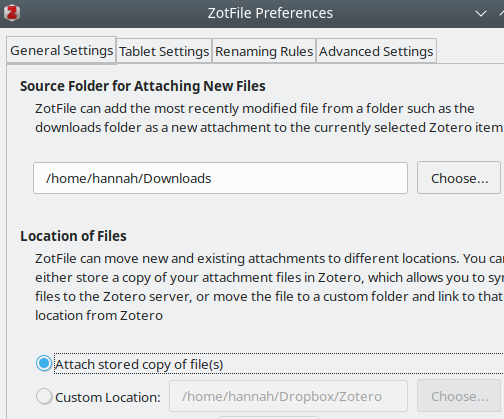 ZotFile Preferences
General Settings Tablet Settings Renaming Rules Advanced Settings
Source Folder for Attaching New Files
ZotFile can add the most recently modified file from a folder such as the
downloads folder as a new attachment to the currently selected Zotero item
/home/hannah/Downloads Choose...
Location of Files
ZotFile can move new and existing attachments to different locations. You can
either store a copy of your attachment files in Zotero, which allows you to
files to the Zotero server, or move the file to a custom folder and link to that
location from Zotero
Attach stored copy of file(s)
Custom Location: /home/hannah/Dropbox/Zotero Choose...